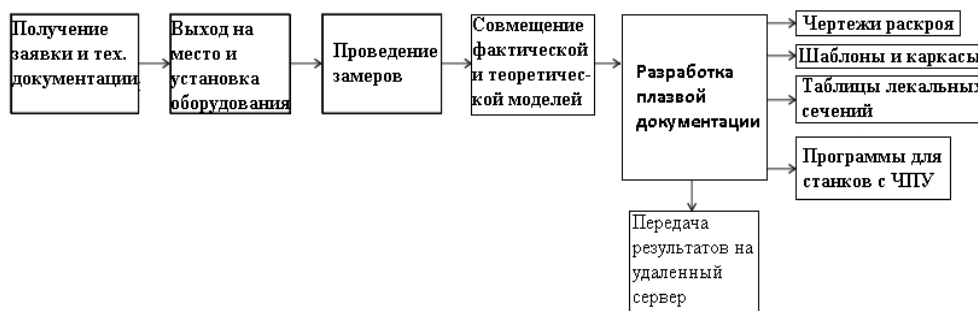 Получение
заявки и тех.
документации
Выход на
место и
установка
оборудования
Проведение
замеров
Совмещение
фактической
и теоретичес-
кой моделей
Разработка
плазвой
документации
Чертежи раскроя
Шаблоны и каркасы
Таблицы лекальных
сечений
Программы для
станков с ЧПУ
Передача
результатов на
удаленный
сервер